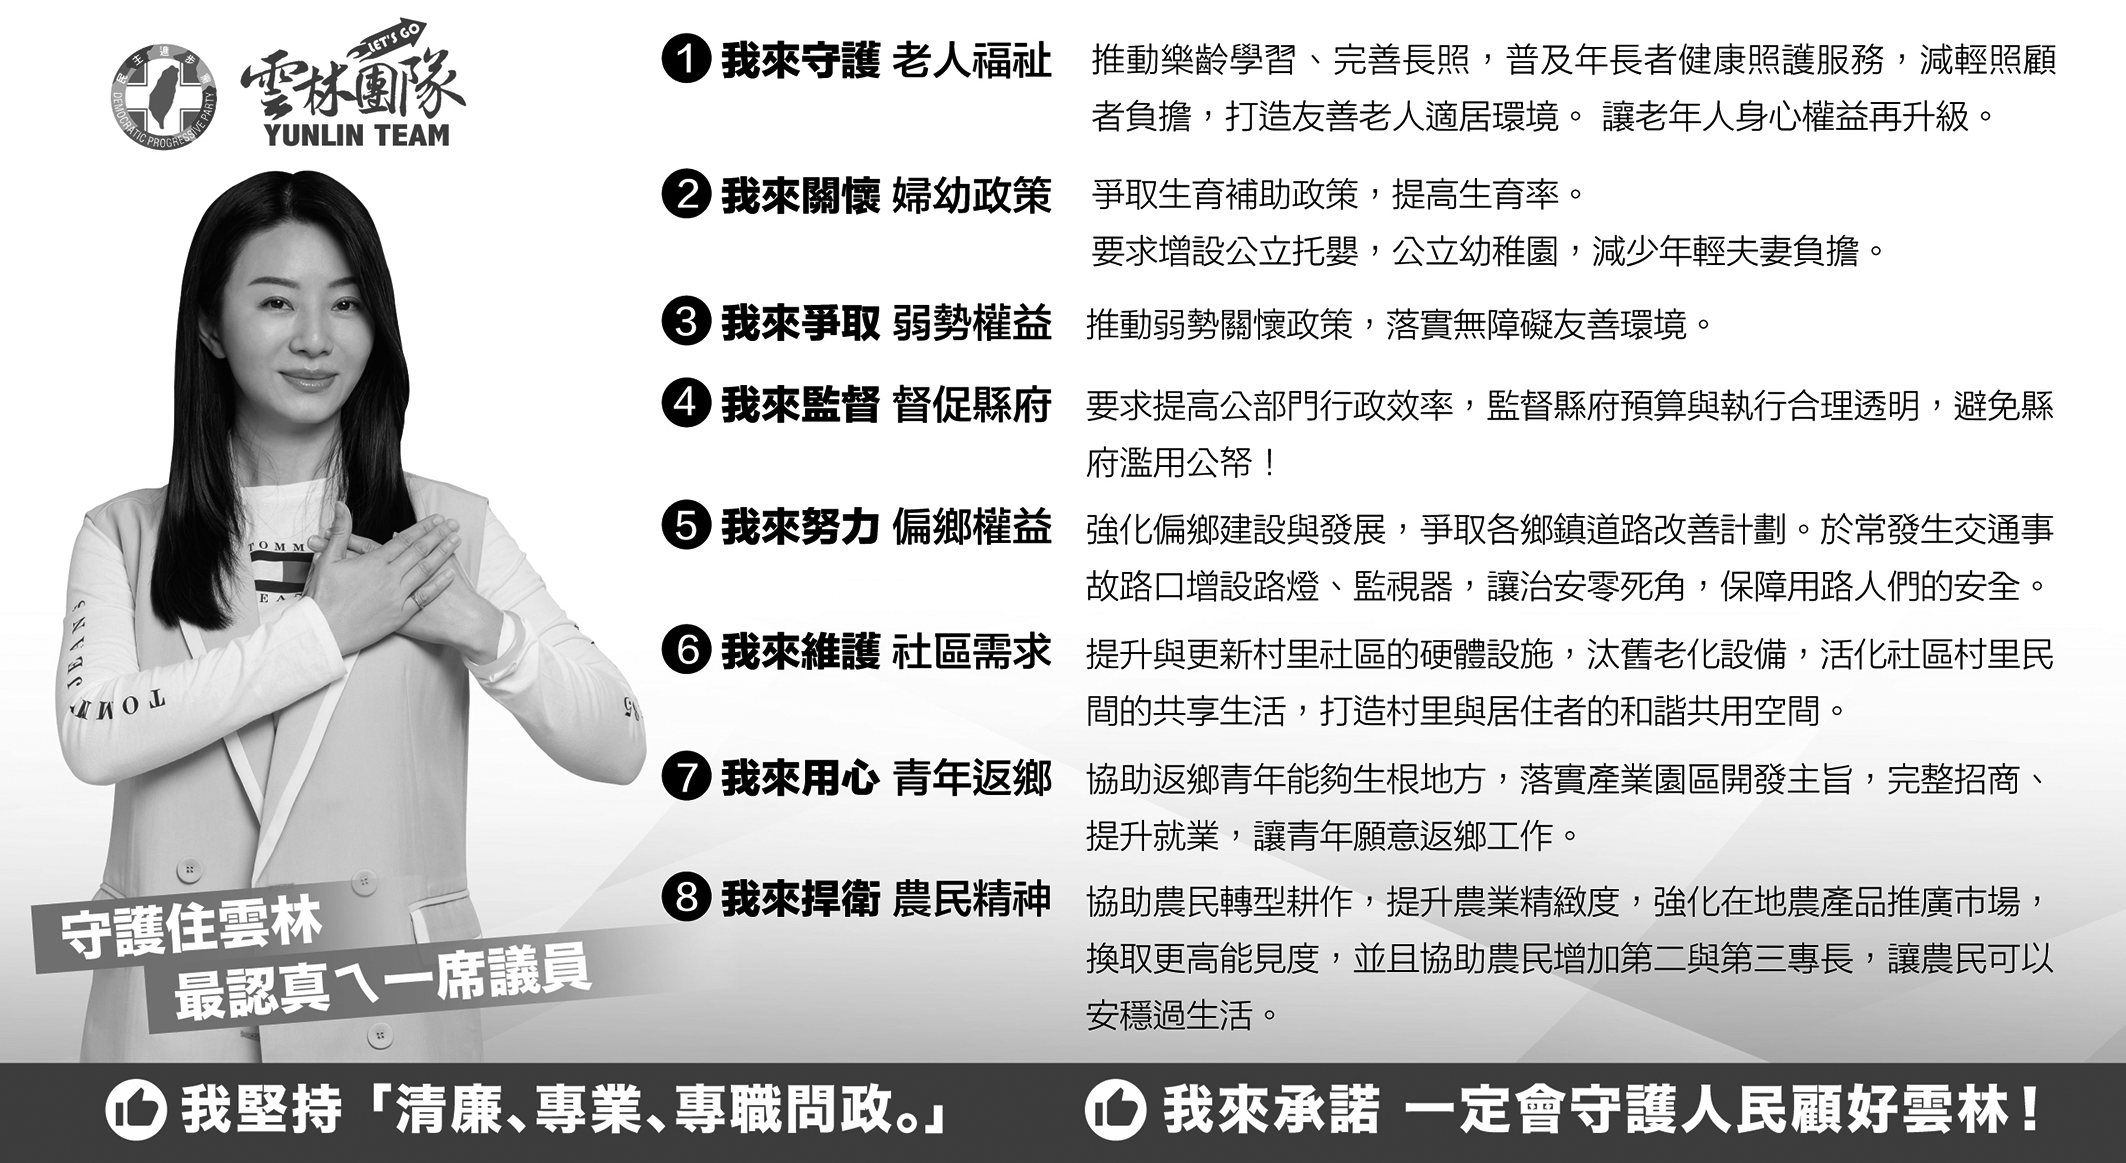 民主進步黨
DEMOCRATIC PROGRESSIVE PARTY
LET'S GO
雲林團隊
YUNLIN TEAM
1 我來守護 老人福祉
推動樂齡學習、完善長照，普及年長者健康照護服務，減輕照顧
者負擔，打造友善老人適居環境。 讓老年人身心權益再升級。
2 我來關懷 婦幼政策
爭取生育補助政策，提高生育率。
要求增設公立托嬰，公立幼稚園，減少年輕夫妻負擔。
3 我來爭取 弱勢權益
推動弱勢關懷政策，落實無障礙友善環境。
4 我來監督 督促縣府
要求提高公部門行政效率，監督縣府預算與執行合理透明，避免縣
府濫用公帑！
5 我來努力 偏鄉權益
強化偏鄉建設與發展，爭取各鄉鎮道路改善計劃。於常發生交通事
故路口增設路燈、監視器，讓治安零死角，保障用路人們的安全。
6 我來維護 社區需求
提升與更新村里社區的硬體設施，汰舊老化設備，活化社區村里民
間的共享生活，打造村里與居住者的和諧共用空間。
7 我來用心 青年返鄉
協助返鄉青年能夠生根地方，落實產業園區開發主旨，完整招商、
提升就業，讓青年願意返鄉工作。
8 我來捍衛 農民精神
協助農民轉型耕作，提升農業精緻度，強化在地農產品推廣市場，
換取更高能見度，並且協助農民增加第二與第三專長，讓農民可以
安穩過生活。
TOMM
EA
JEANS
TOMM
85
守護住雲林
最認真ㄟ一席議員
我堅持「清廉、專業、專職問政。」
我來承諾 一定會守護人民顧好雲林！